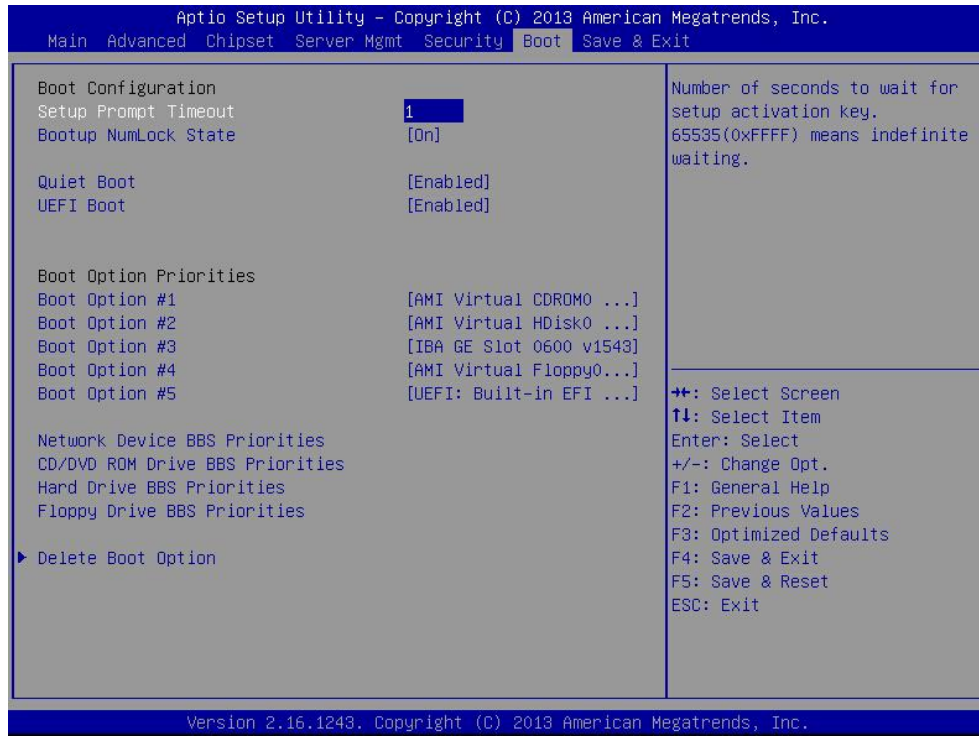 Aptio Setup Utility – Copyright (C) 2013 American Megatrends, Inc.
Main Advanced Chipset Server Mgmt Security Boot Save & Exit
Boot Configuration
Setup Prompt Timeout 1
Bootup NumLock State [On]
Quiet Boot [Enabled]
UEFI Boot [Enabled]
Boot Option Priorities
Boot Option #1 [AMI Virtual CDROM0 ...]
Boot Option #2 [AMI Virtual HDisk0 ...]
Boot Option #3 [IBA GE Slot 0600 v1543]
Boot Option #4 [AMI Virtual Floppy0...]
Boot Option #5 [UEFI: Built-in EFI ...]
Network Device BBS Priorities
CD/DVD ROM Drive BBS Priorities
Hard Drive BBS Priorities
Floppy Drive BBS Priorities
Delete Boot Option
Number of seconds to wait for
setup activation key.
65535(0xFFFF) means indefinite
waiting.
→←: Select Screen
↑↓: Select Item
Enter: Select
+/-: Change Opt.
F1: General Help
F2: Previous Values
F3: Optimized Defaults
F4: Save & Exit
F5: Save & Reset
ESC: Exit
Version 2.16.1243. Copyright (C) 2013 American Megatrends, Inc.